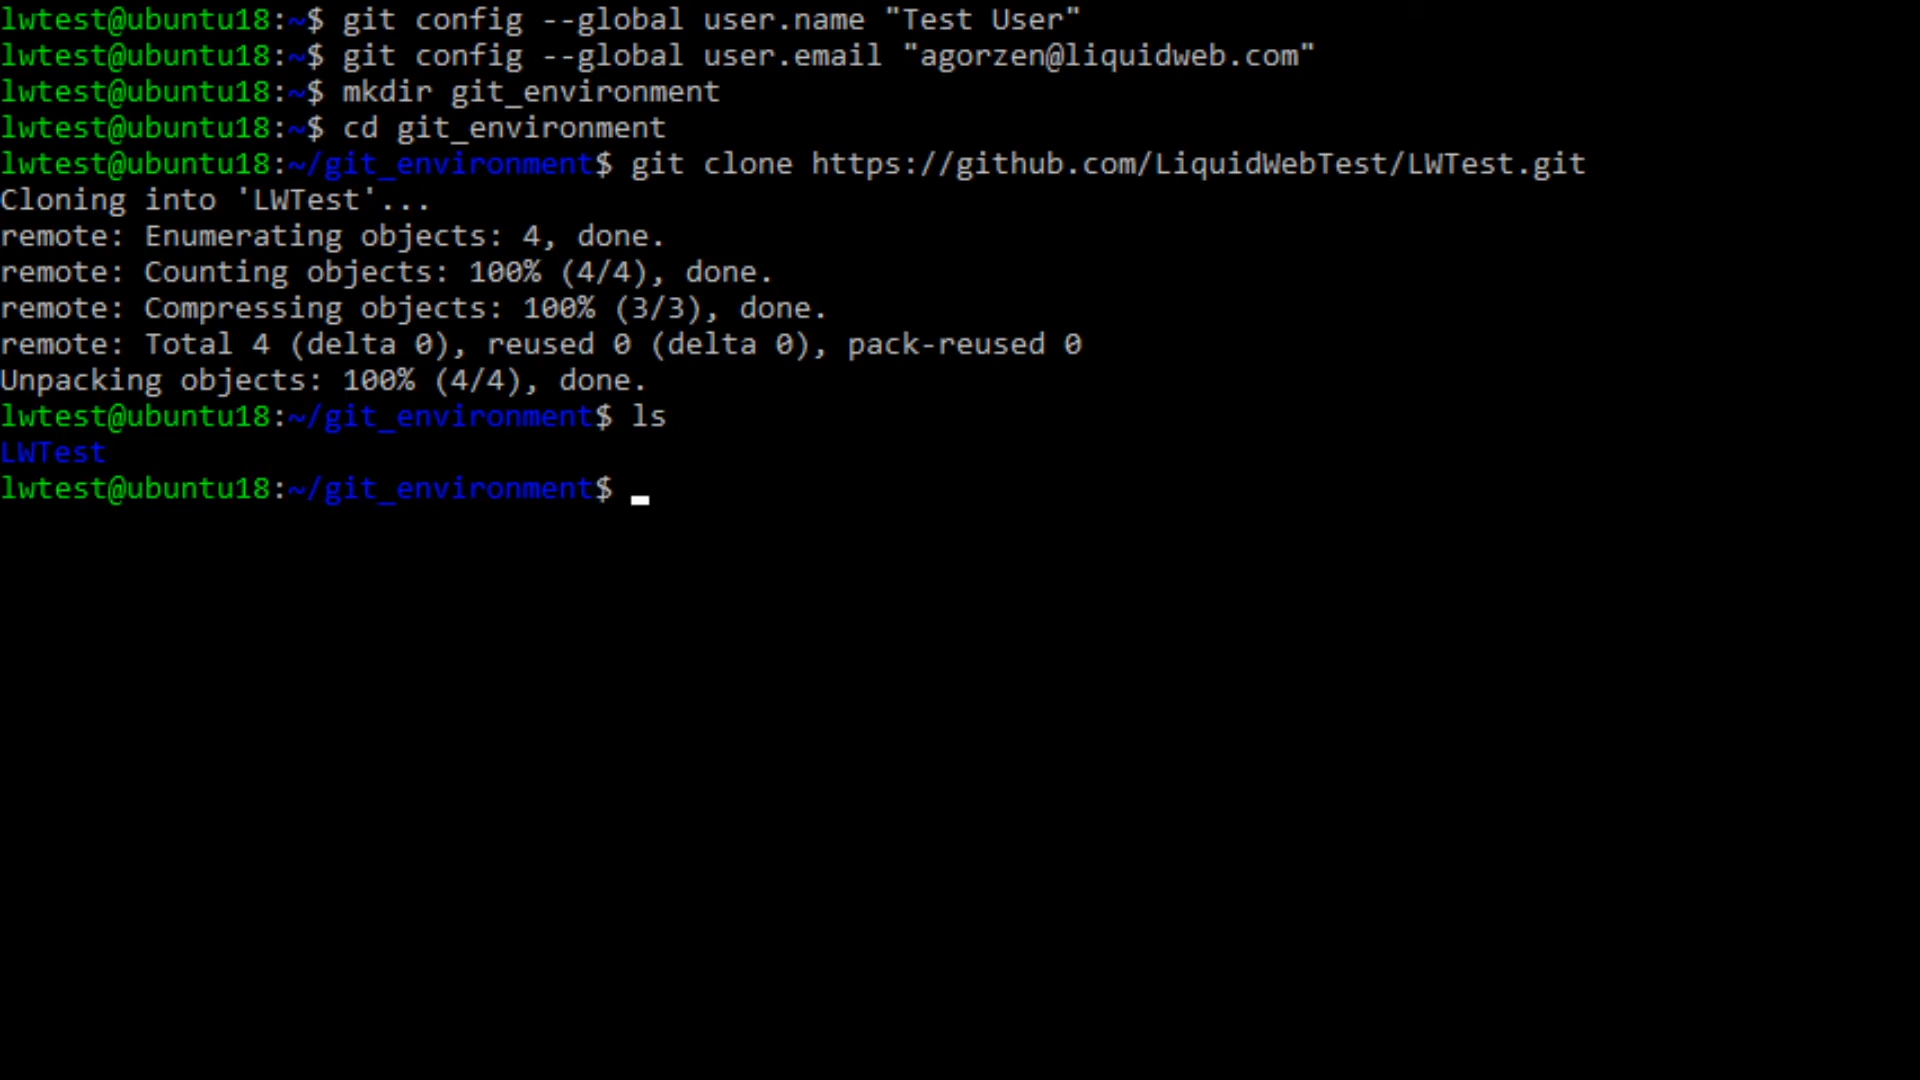 lwtest@ubuntu18:~$ git config --global user.name "Test User"
lwtest@ubuntu18:~$ git config --global user.email "agorzen@liquidweb.com"
lwtest@ubuntu18:~$ mkdir git_environment
lwtest@ubuntu18:~$ cd git_environment
lwtest@ubuntu18:~/git_environment$ git clone https://github.com/LiquidWebTest/LWTest.git
Cloning into 'LWTest'...
remote: Enumerating objects: 4, done.
remote: Counting objects: 100% (4/4), done.
remote: Compressing objects: 100% (3/3), done.
remote: Total 4 (delta 0), reused 0 (delta 0), pack-reused 0
Unpacking objects: 100% (4/4), done.
lwtest@ubuntu18:~/git_environment$ ls
LWTest
lwtest@ubuntu18:~/git_environment$